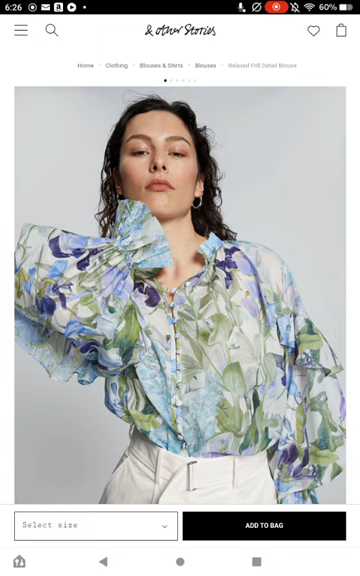 6:26
60%
& other Stories
Home · Clothing · Blouses & Shirts · Blouses · Relaxed Frill Detail Blouse
Select size
ADD TO BAG